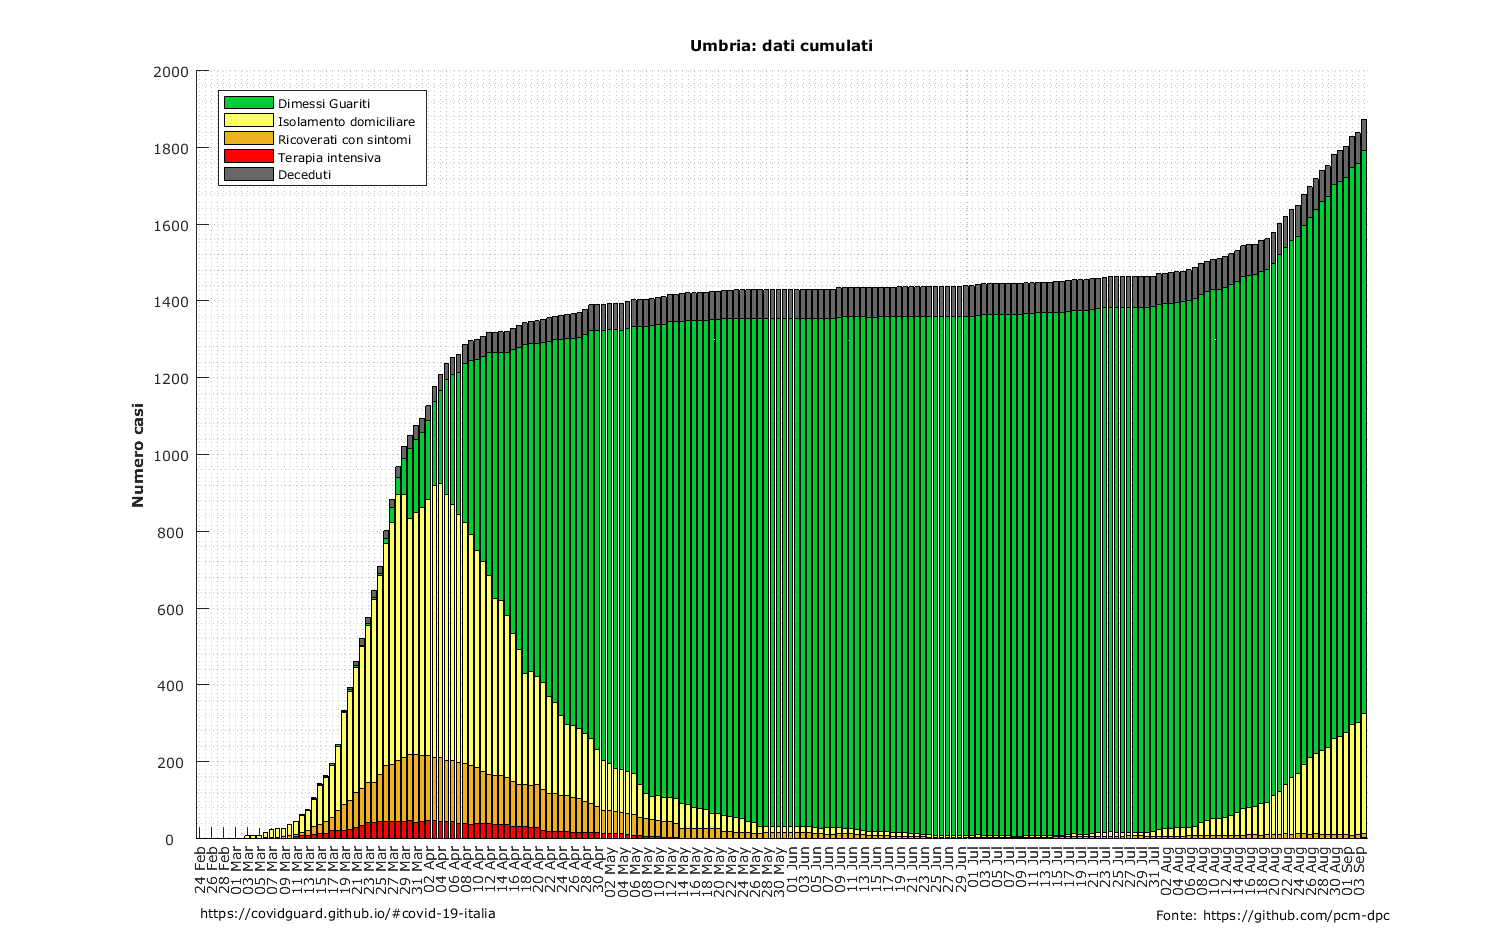 Umbria: dati cumulati
2000
1800
1600
1400
1200
1000
800
600
400
200
0
Numero casi
Dimessi Guariti
Isolamento domiciliare
Ricoverati con sintomi
Terapia intensiva
Deceduti
24 Feb
26 Feb
28 Feb
01 Mar
03 Mar
05 Mar
07 Mar
09 Mar
11 Mar
13 Mar
15 Mar
17 Mar
19 Mar
21 Mar
23 Mar
25 Mar
27 Mar
29 Mar
31 Mar
02 Apr
04 Apr
06 Apr
08 Apr
10 Apr
12 Apr
14 Apr
16 Apr
18 Apr
20 Apr
22 Apr
24 Apr
26 Apr
28 Apr
30 Apr
02 May
04 May
06 May
08 May
10 May
12 May
14 May
16 May
18 May
20 May
22 May
24 May
26 May
28 May
30 May
01 Jun
03 Jun
05 Jun
07 Jun
09 Jun
11 Jun
13 Jun
15 Jun
17 Jun
19 Jun
21 Jun
23 Jun
25 Jun
27 Jun
29 Jun
01 Jul
03 Jul
05 Jul
07 Jul
09 Jul
11 Jul
13 Jul
15 Jul
17 Jul
19 Jul
21 Jul
23 Jul
25 Jul
27 Jul
29 Jul
31 Jul
02 Aug
04 Aug
06 Aug
08 Aug
10 Aug
12 Aug
14 Aug
16 Aug
18 Aug
20 Aug
22 Aug
24 Aug
26 Aug
28 Aug
30 Aug
01 Sep
03 Sep
https://covidguard.github.io/#covid-19-italia
Fonte: https://github.com/pcm-dpc